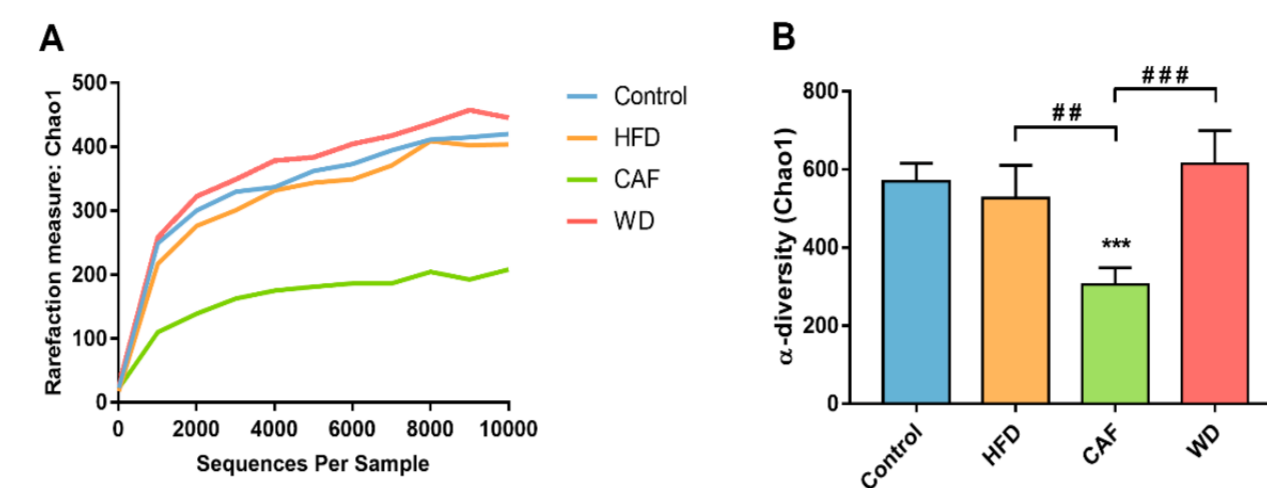 A
Rarefaction measure: Chao1
500
400
300
200
100
0
0 2000 4000 6000 8000 10000
Sequences Per Sample
Control
HFD
CAF
WD
B
α-diversity (Chao1)
800
600
400
200
0
##
###
***
Control HFD CAF WD